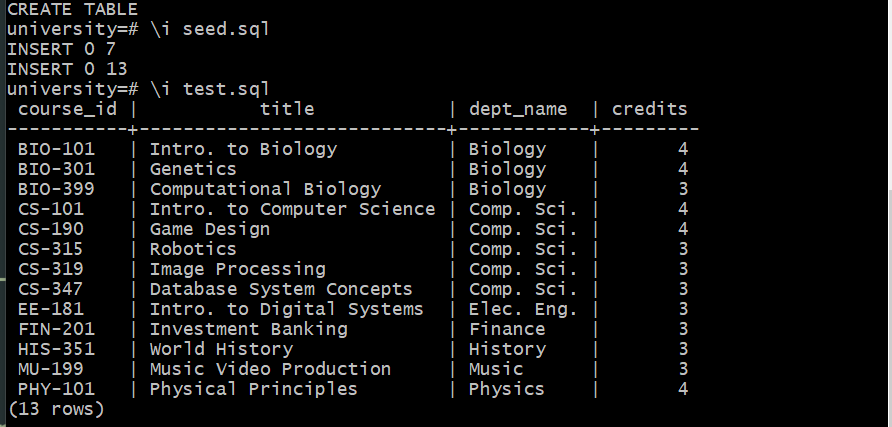 CREATE TABLE
university=# \i seed.sql
INSERT 0 7
INSERT 0 13
university=# \i test.sql
 course_id |           title            | dept_name  | credits
-----------+----------------------------+------------+---------
 BIO-101   | Intro. to Biology          | Biology    |       4
 BIO-301   | Genetics                   | Biology    |       4
 BIO-399   | Computational Biology      | Biology    |       3
 CS-101    | Intro. to Computer Science | Comp. Sci. |       4
 CS-190    | Game Design                | Comp. Sci. |       4
 CS-315    | Robotics                   | Comp. Sci. |       3
 CS-319    | Image Processing           | Comp. Sci. |       3
 CS-347    | Database System Concepts   | Comp. Sci. |       3
 EE-181    | Intro. to Digital Systems  | Elec. Eng. |       3
 FIN-201   | Investment Banking         | Finance    |       3
 HIS-351   | World History              | History    |       3
 MU-199    | Music Video Production     | Music      |       3
 PHY-101   | Physical Principles        | Physics    |       4
(13 rows)